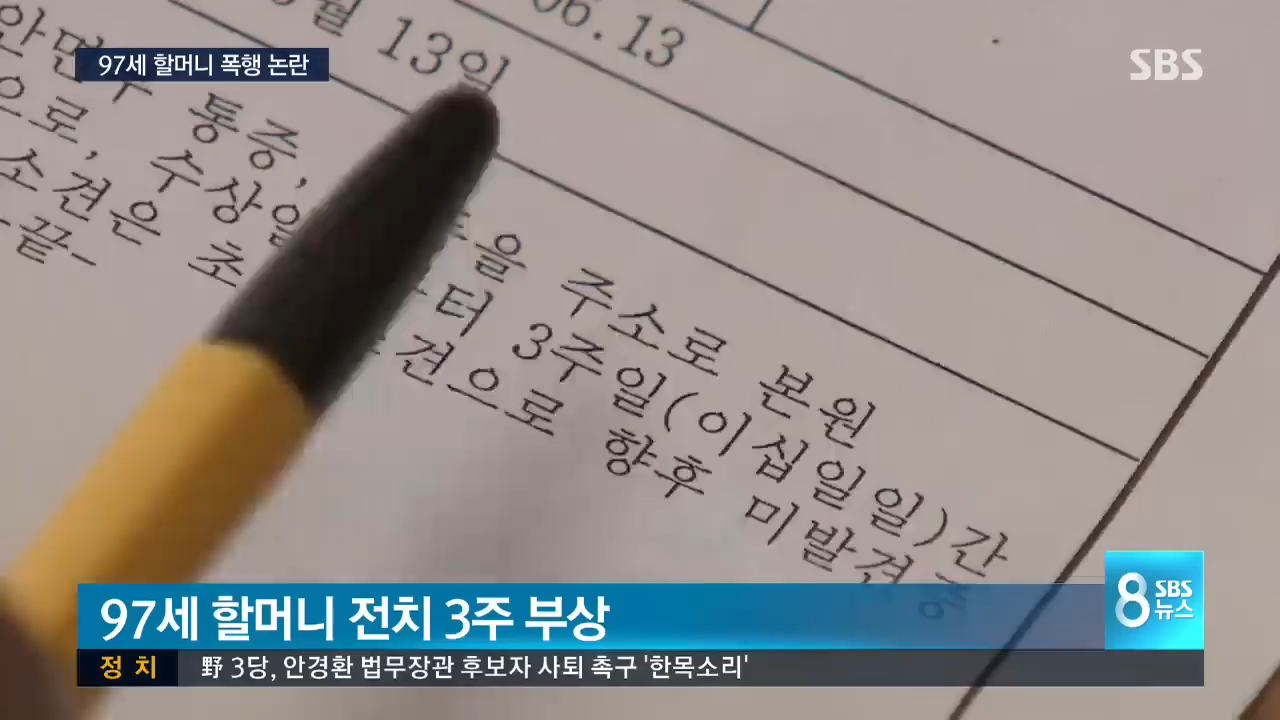 97세 할머니 폭행 논란
SBS
월 13일
06.13
통증, 을 주소로 본원
으로, 수상일 터 3주일(이십일일)간
소견은 초 견으로 향후 미발견
-끝-
97세 할머니 전치 3주 부상
8 SBS 뉴스
정 치 野 3당, 안경환 법무장관 후보자 사퇴 촉구 '한목소리'